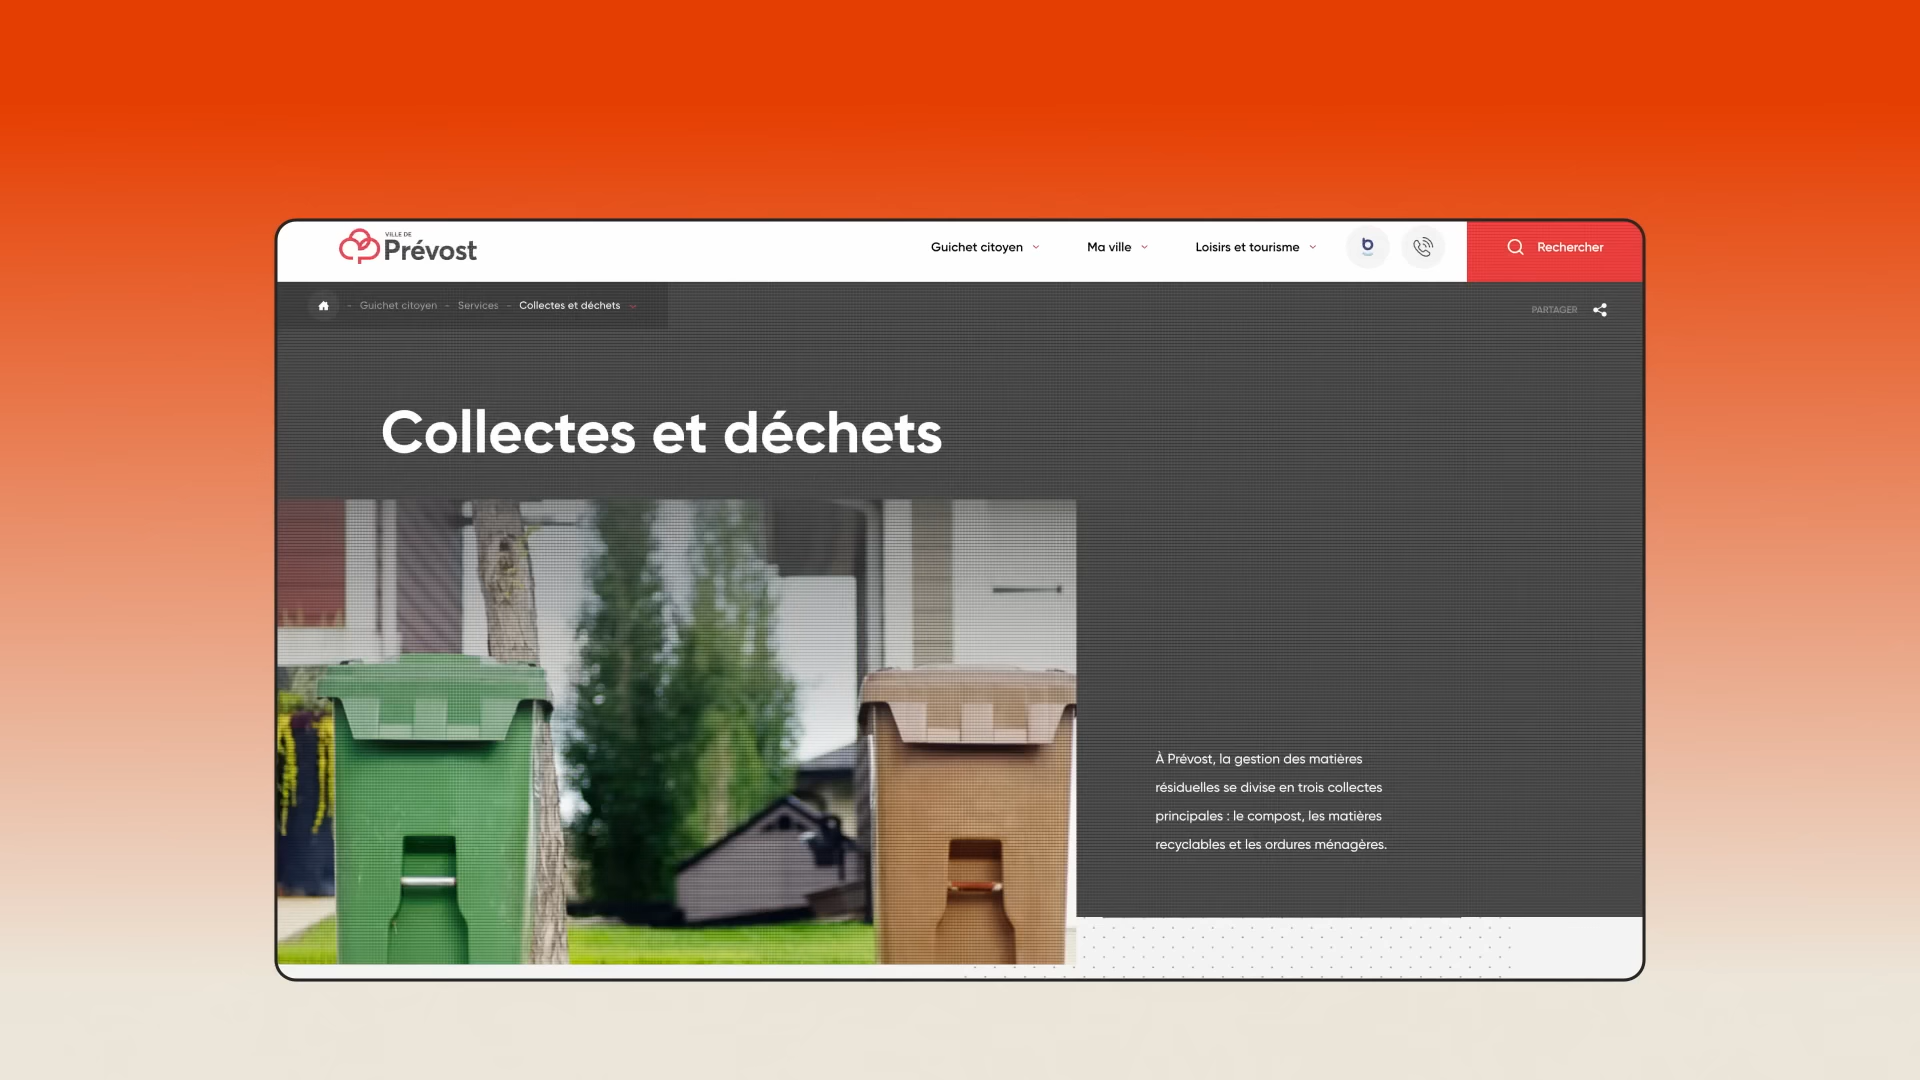 VILLE DE
Prévost
Guichet citoyen
Ma ville
Loisirs et tourisme
b
Rechercher
- Guichet citoyen - Services - Collectes et déchets
PARTAGER
Collectes et déchets
À Prévost, la gestion des matières
résiduelles se divise en trois collectes
principales : le compost, les matières
recyclables et les ordures ménagères.